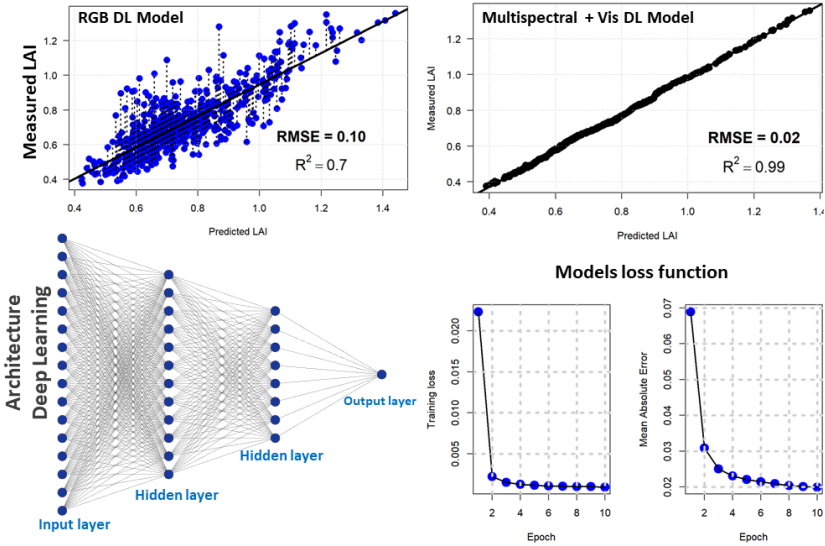 RGB DL Model
Measured LAI
1.4
1.2
1.0
0.8
0.6
0.4
RMSE = 0.10
R² = 0.7
0.4 0.6 0.8 1.0 1.2 1.4
Predicted LAI
Multispectral + Vis DL Model
Measured LAI
1.2
1.0
0.8
0.6
0.4
RMSE = 0.02
R² = 0.99
0.4 0.6 0.8 1.0 1.2 1.4
Predicted LAI
Architecture
Deep Learning
Input layer
Hidden layer
Hidden layer
Output layer
Models loss function
Training loss
0.020
0.015
0.010
0.005
2 4 6 8 10
Epoch
Mean Absolute Error
0.07
0.06
0.05
0.04
0.03
0.02
2 4 6 8 10
Epoch